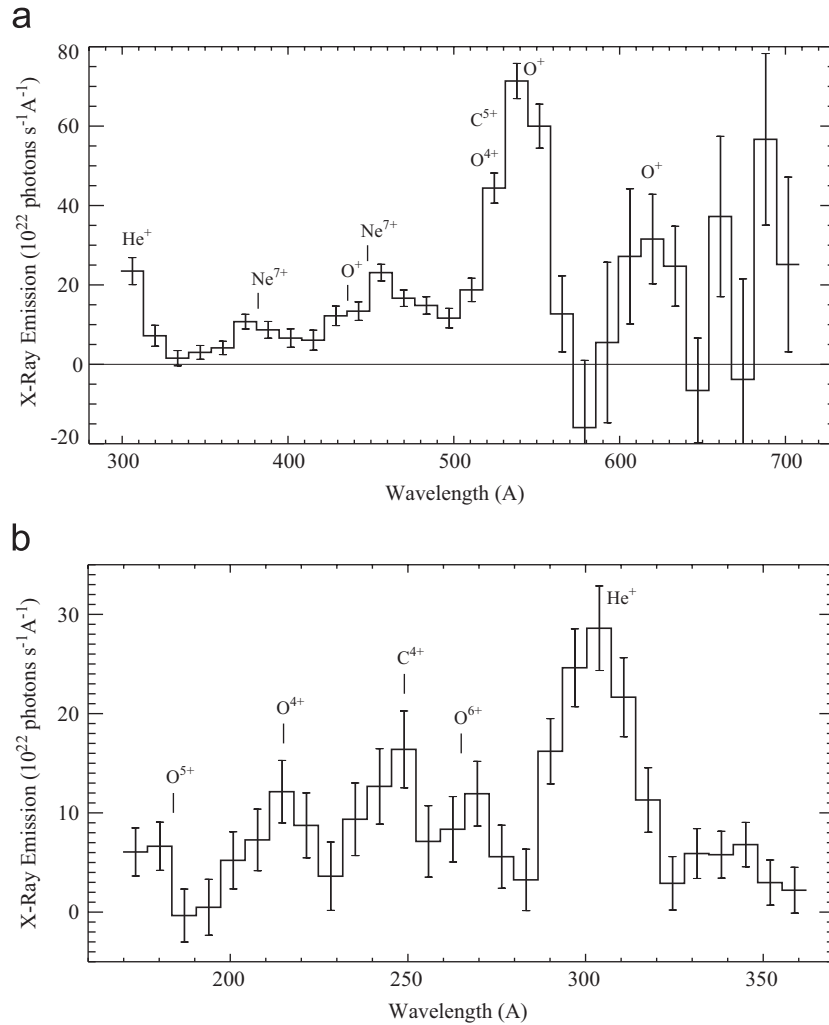 a
80
60
40
20
0
-20
X-Ray Emission (10²² photons s⁻¹A⁻¹)
He⁺
Ne⁷⁺
O⁺
Ne⁷⁺
C⁵⁺
O⁴⁺
O⁺
O⁺
300 400 500 600 700
Wavelength (A)
b
30
20
10
0
X-Ray Emission (10²² photons s⁻¹A⁻¹)
O⁵⁺
O⁴⁺
C⁴⁺
O⁶⁺
He⁺
200 250 300 350
Wavelength (A)